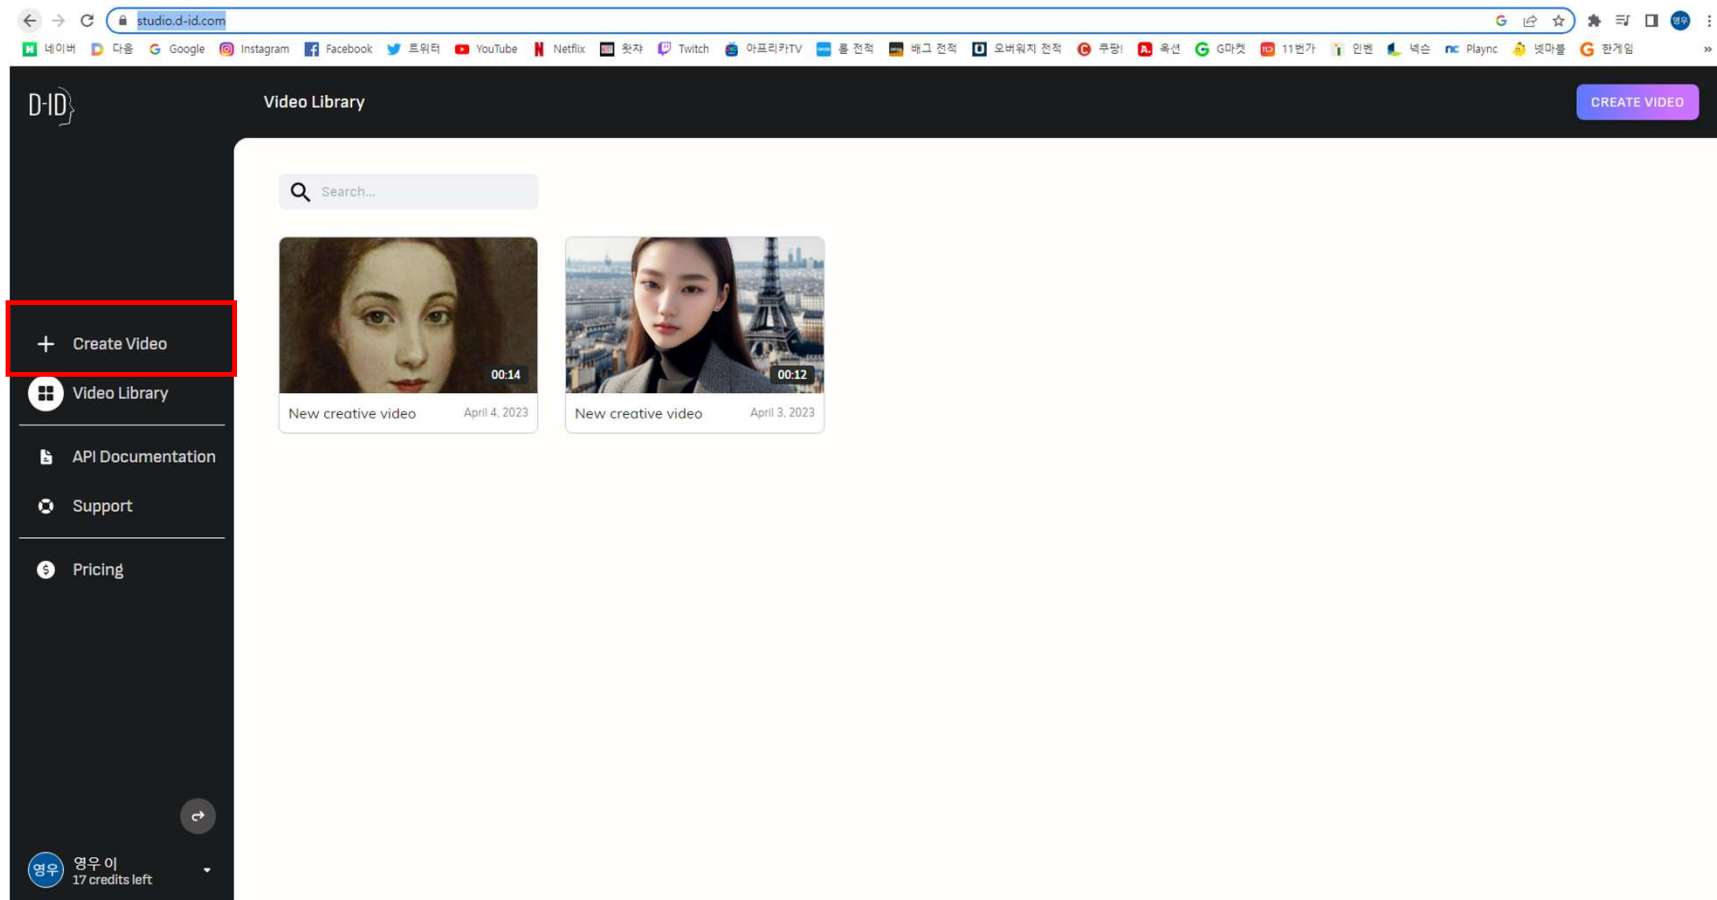 studio.d-id.com
영우
네이버 다음 Google Instagram Facebook 트위터 YouTube Netflix 왓챠 Twitch 아프리카TV 롤 전적 배그 전적 오버워치 전적 쿠팡! 옥션 G마켓 11번가 인벤 넥슨 Plaync 넷마블 한게임 »
D-ID
Video Library
CREATE VIDEO
Search...
00:14
00:12
New creative video April 4, 2023
New creative video April 3, 2023
Create Video
Video Library
API Documentation
Support
Pricing
영우
영우 이
17 credits left